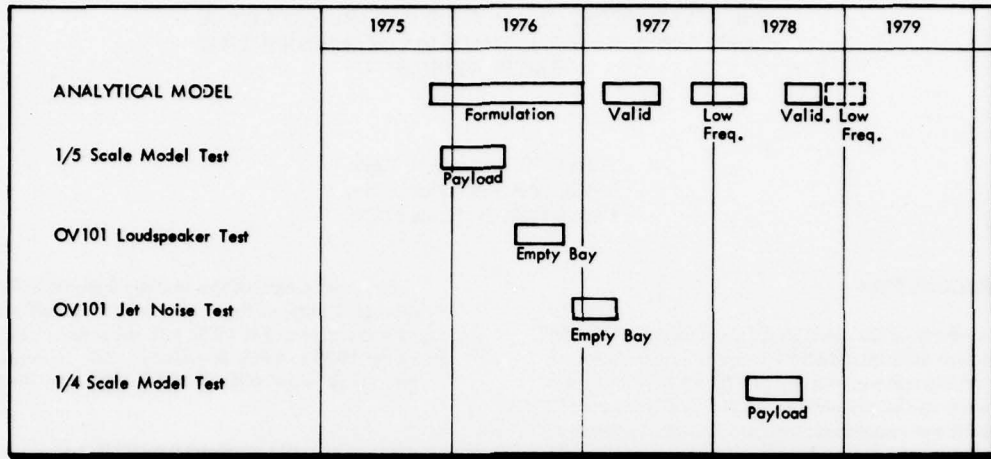 1975 1976 1977 1978 1979
ANALYTICAL MODEL
Formulation Valid Low Freq. Valid. Low Freq.
1/5 Scale Model Test
Payload
OV101 Loudspeaker Test
Empty Bay
OV101 Jet Noise Test
Empty Bay
1/4 Scale Model Test
Payload